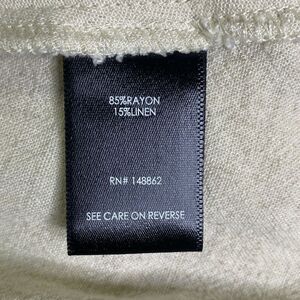 85%RAYON
15%LINEN
RN# 148862
SEE CARE ON REVERSE